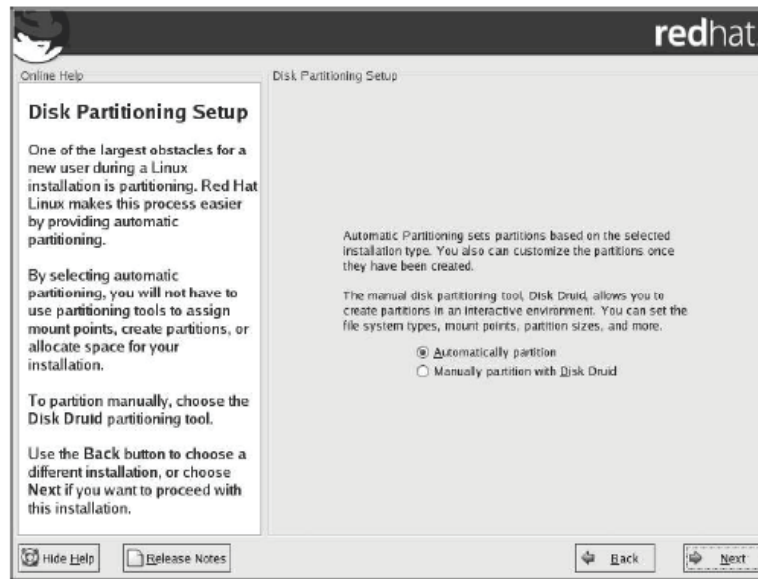 redhat.
Online Help
Disk Partitioning Setup
Disk Partitioning Setup
One of the largest obstacles for a
new user during a Linux
installation is partitioning. Red Hat
Linux makes this process easier
by providing automatic
partitioning.
By selecting automatic
partitioning, you will not have to
use partitioning tools to assign
mount points, create partitions, or
allocate space for your
installation.
To partition manually, choose the
Disk Druid partitioning tool.
Use the Back button to choose a
different installation, or choose
Next if you want to proceed with
this installation.
Automatic Partitioning sets partitions based on the selected
installation type. You also can customize the partitions once
they have been created.
The manual disk partitioning tool, Disk Druid, allows you to
create partitions in an interactive environment. You can set the
file system types, mount points, partition sizes, and more.
Automatically partition
Manually partition with Disk Druid
Hide Help
Release Notes
Back
Next